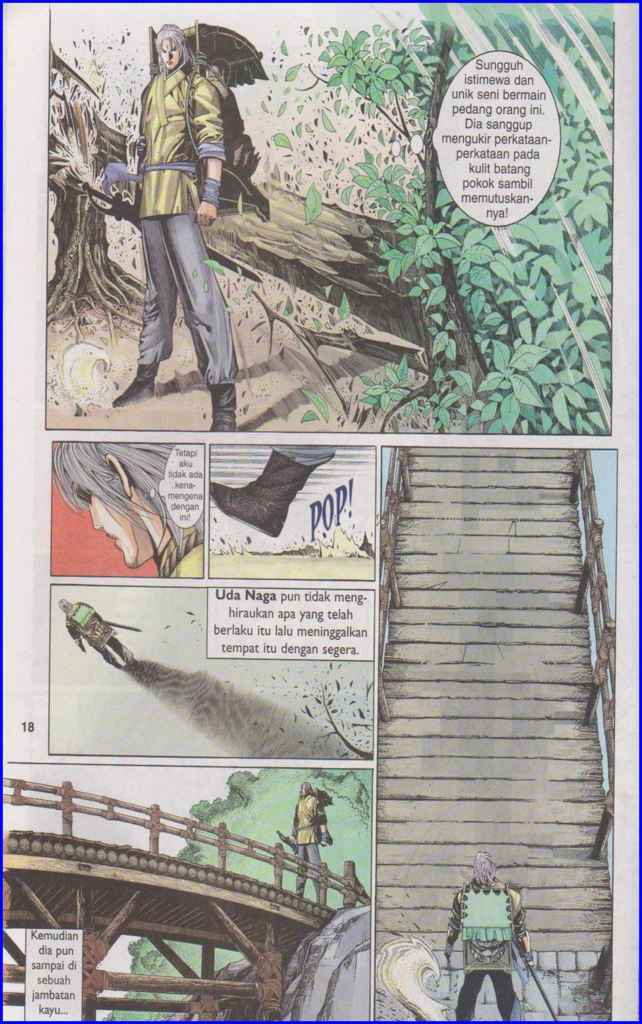 Sungguh
istimewa dan
unik seni bermain
pedang orang ini.
Dia sanggup
mengukir perkataan-
perkataan pada
kulit batang
pokok sambil
memutuskan-
nya!
Tetapi
aku
tidak ada
kena-
mengena
dengan
ini!
POP!
Uda Naga pun tidak meng-
hiraukan apa yang telah
berlaku itu lalu meninggalkan
tempat itu dengan segera.
18
Kemudian
dia pun
sampai di
sebuah
jambatan
kayu...